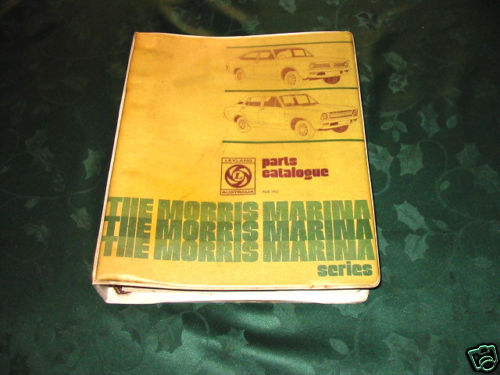 LEYLAND
L
AUSTRALIA
parts
catalogue
THE MORRIS MARINA
THE MORRIS MARINA
THE MORRIS MARINA
series